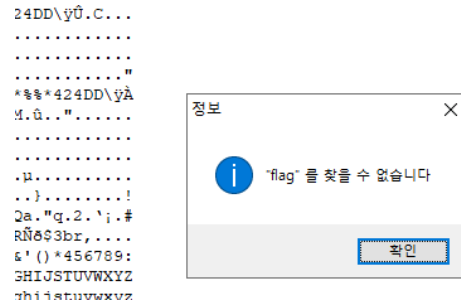 24DD\ÿÛ.C...
............
............
..........."
*%%*424DD\ÿÀ
.û.."......
............
............
.µ..........
..}........!
Qa."q.2.‘¡.#
RÑð$3br,....
&'()*456789:
GHIJSTUVWXYZ
ghijstuvwxyz
정보
"flag" 를 찾을 수 없습니다
확인